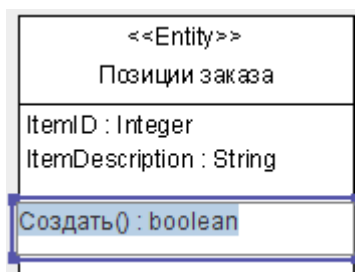 <<Entity>>
Позиции заказа
ItemID : Integer
ItemDescription : String
Создать() : boolean